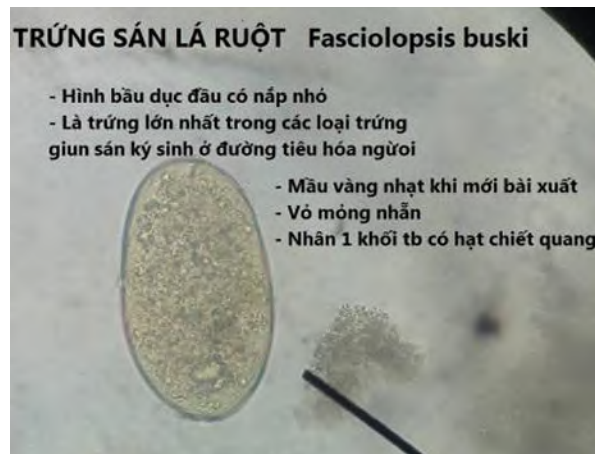 TRỨNG SÁN LÁ RUỘT Fasciolopsis buski
- Hình bầu dục đầu có nắp nhỏ
- Là trứng lớn nhất trong các loại trứng
giun sán ký sinh ở đường tiêu hóa ngừoi
- Mầu vàng nhạt khi mới bài xuất
- Vỏ mỏng nhẵn
- Nhân 1 khối tb có hạt chiết quang